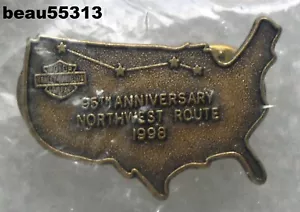 beau55313
95TH ANNIVERSARY
NORTHWEST ROUTE
1998